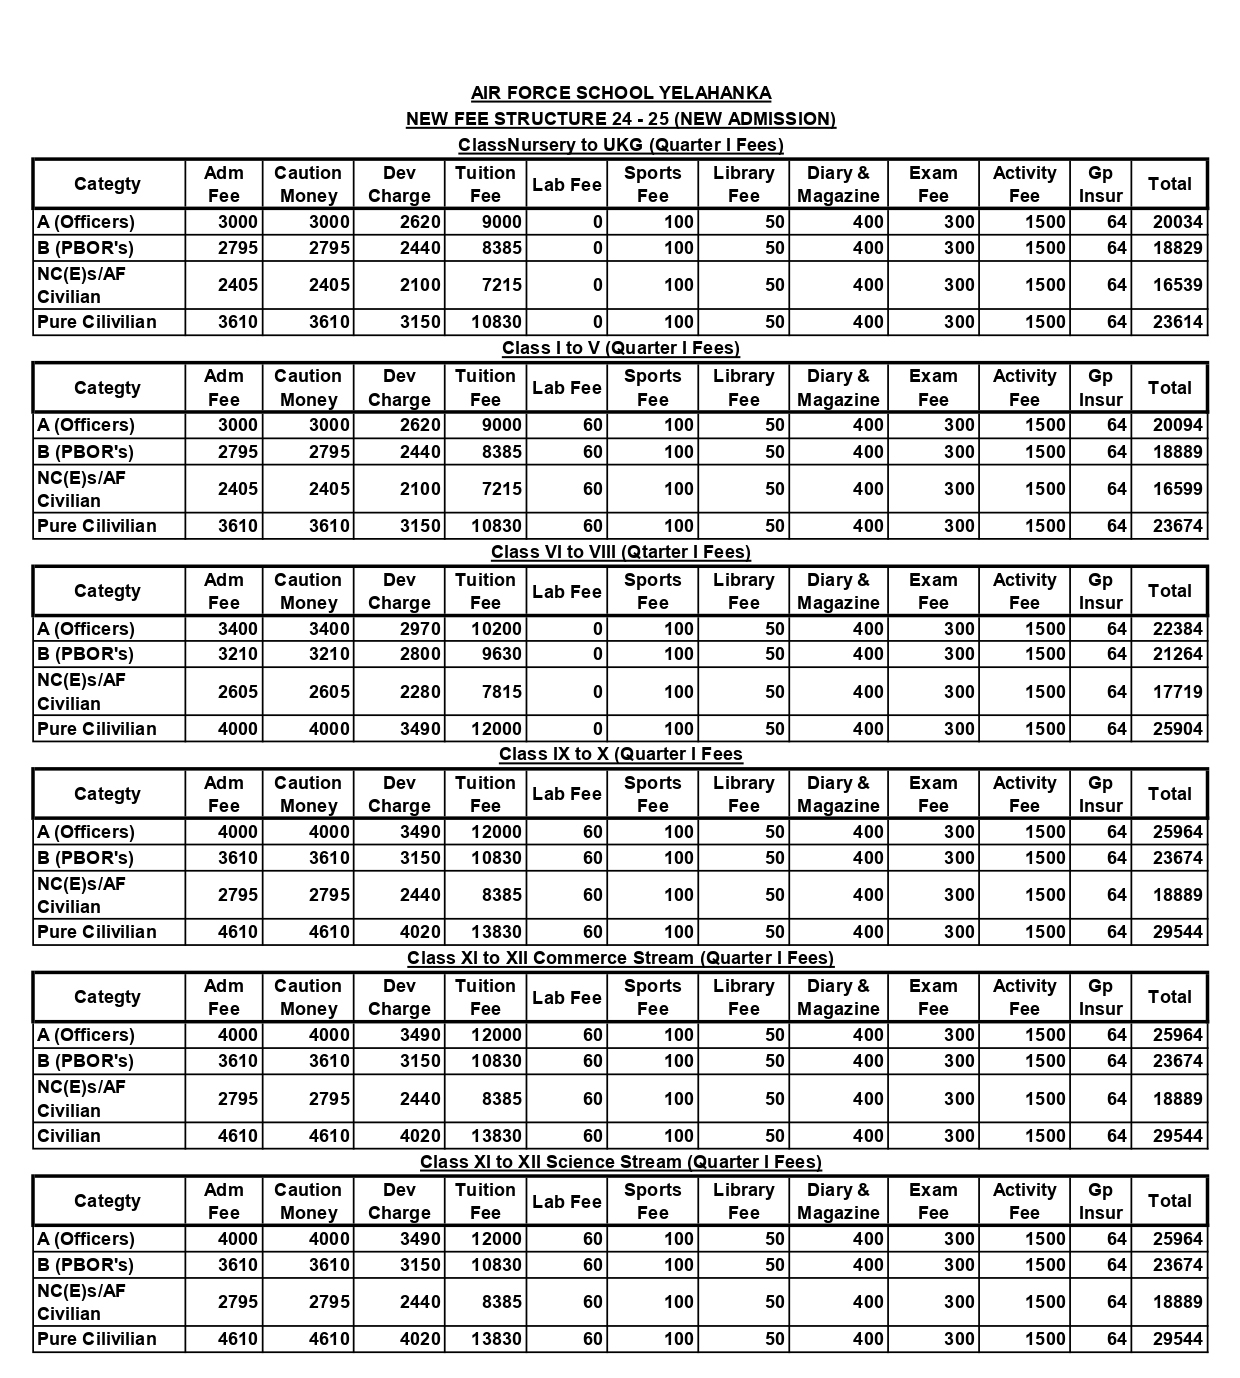 AIR FORCE SCHOOL YELAHANKA
NEW FEE STRUCTURE 24 - 25 (NEW ADMISSION)
ClassNursery to UKG (Quarter I Fees)
Categty Adm Fee Caution Money Dev Charge Tuition Fee Lab Fee Sports Fee Library Fee Diary & Magazine Exam Fee Activity Fee Gp Insur Total
A (Officers) 3000 3000 2620 9000 0 100 50 400 300 1500 64 20034
B (PBOR's) 2795 2795 2440 8385 0 100 50 400 300 1500 64 18829
NC(E)s/AF Civilian 2405 2405 2100 7215 0 100 50 400 300 1500 64 16539
Pure Cilivilian 3610 3610 3150 10830 0 100 50 400 300 1500 64 23614
Class I to V (Quarter I Fees)
Categty Adm Fee Caution Money Dev Charge Tuition Fee Lab Fee Sports Fee Library Fee Diary & Magazine Exam Fee Activity Fee Gp Insur Total
A (Officers) 3000 3000 2620 9000 60 100 50 400 300 1500 64 20094
B (PBOR's) 2795 2795 2440 8385 60 100 50 400 300 1500 64 18889
NC(E)s/AF Civilian 2405 2405 2100 7215 60 100 50 400 300 1500 64 16599
Pure Cilivilian 3610 3610 3150 10830 60 100 50 400 300 1500 64 23674
Class VI to VIII (Qtarter I Fees)
Categty Adm Fee Caution Money Dev Charge Tuition Fee Lab Fee Sports Fee Library Fee Diary & Magazine Exam Fee Activity Fee Gp Insur Total
A (Officers) 3400 3400 2970 10200 0 100 50 400 300 1500 64 22384
B (PBOR's) 3210 3210 2800 9630 0 100 50 400 300 1500 64 21264
NC(E)s/AF Civilian 2605 2605 2280 7815 0 100 50 400 300 1500 64 17719
Pure Cilivilian 4000 4000 3490 12000 0 100 50 400 300 1500 64 25904
Class IX to X (Quarter I Fees
Categty Adm Fee Caution Money Dev Charge Tuition Fee Lab Fee Sports Fee Library Fee Diary & Magazine Exam Fee Activity Fee Gp Insur Total
A (Officers) 4000 4000 3490 12000 60 100 50 400 300 1500 64 25964
B (PBOR's) 3610 3610 3150 10830 60 100 50 400 300 1500 64 23674
NC(E)s/AF Civilian 2795 2795 2440 8385 60 100 50 400 300 1500 64 18889
Pure Cilivilian 4610 4610 4020 13830 60 100 50 400 300 1500 64 29544
Class XI to XII Commerce Stream (Quarter I Fees)
Categty Adm Fee Caution Money Dev Charge Tuition Fee Lab Fee Sports Fee Library Fee Diary & Magazine Exam Fee Activity Fee Gp Insur Total
A (Officers) 4000 4000 3490 12000 60 100 50 400 300 1500 64 25964
B (PBOR's) 3610 3610 3150 10830 60 100 50 400 300 1500 64 23674
NC(E)s/AF Civilian 2795 2795 2440 8385 60 100 50 400 300 1500 64 18889
Civilian 4610 4610 4020 13830 60 100 50 400 300 1500 64 29544
Class XI to XII Science Stream (Quarter I Fees)
Categty Adm Fee Caution Money Dev Charge Tuition Fee Lab Fee Sports Fee Library Fee Diary & Magazine Exam Fee Activity Fee Gp Insur Total
A (Officers) 4000 4000 3490 12000 60 100 50 400 300 1500 64 25964
B (PBOR's) 3610 3610 3150 10830 60 100 50 400 300 1500 64 23674
NC(E)s/AF Civilian 2795 2795 2440 8385 60 100 50 400 300 1500 64 18889
Pure Cilivilian 4610 4610 4020 13830 60 100 50 400 300 1500 64 29544